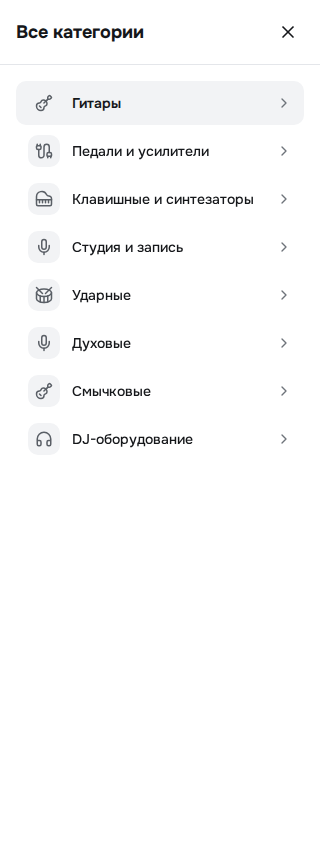 Все категории
Гитары
Педали и усилители
Клавишные и синтезаторы
Студия и запись
Ударные
Духовые
Смычковые
DJ-оборудование